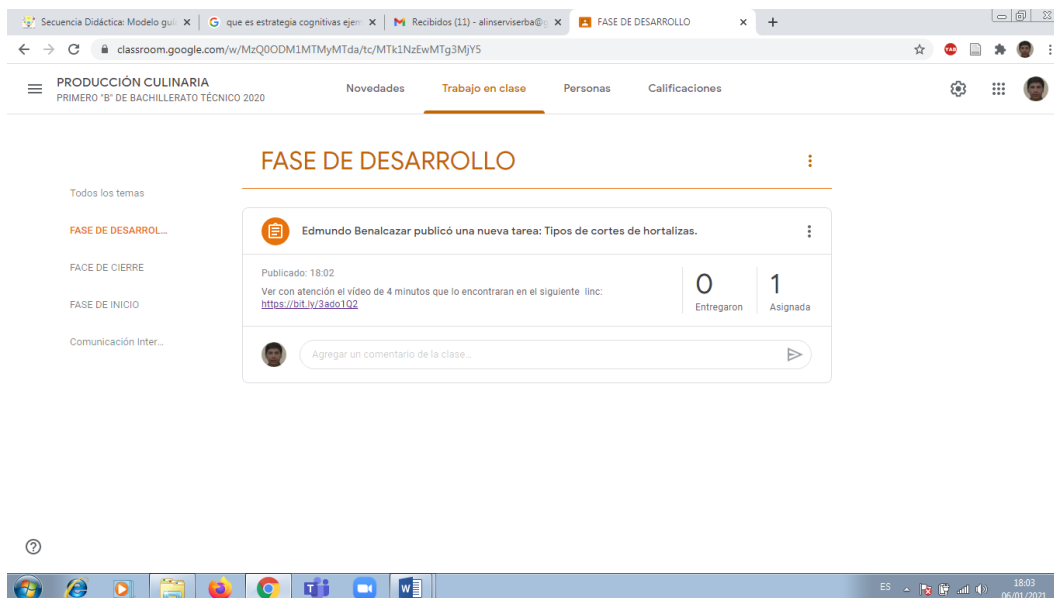 Secuencia Didáctica: Modelo guí
que es estrategia cognitivas ejem
Recibidos (11) - alinserviserba@g
FASE DE DESARROLLO
classroom.google.com/w/MzQ0ODM1MTMyMTda/tc/MTk1NzEwMTg3MjY5
PRODUCCIÓN CULINARIA
PRIMERO "B" DE BACHILLERATO TÉCNICO 2020
Novedades
Trabajo en clase
Personas
Calificaciones
FASE DE DESARROLLO
Todos los temas
FASE DE DESARROL...
FACE DE CIERRE
FASE DE INICIO
Comunicación Inter...
Edmundo Benalcazar publicó una nueva tarea: Tipos de cortes de hortalizas.
Publicado: 18:02
Ver con atención el vídeo de 4 minutos que lo encontraran en el siguiente linc:
https://bit.ly/3ado1Q2
0
Entregaron
1
Asignada
Agregar un comentario de la clase...
ES
18:03
06/01/2021